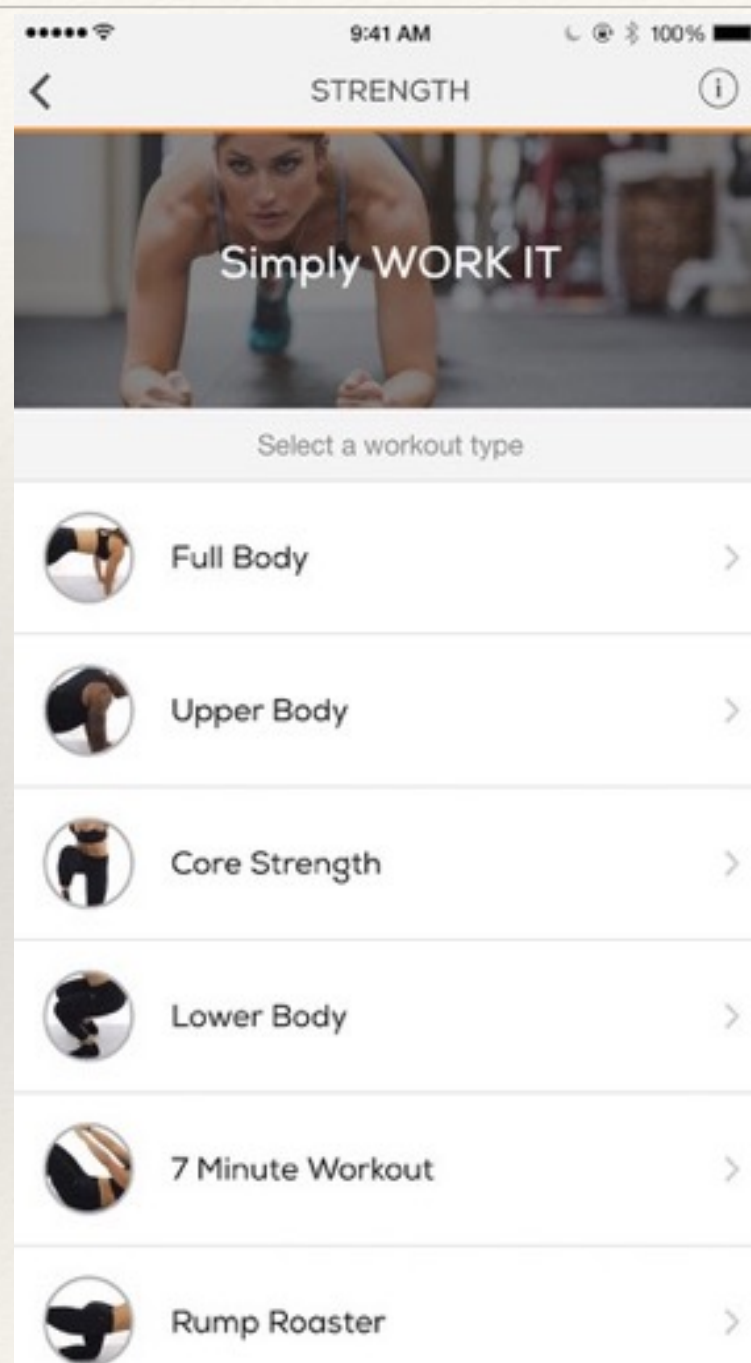 9:41 AM
100%
STRENGTH
i
Simply WORK IT
Select a workout type
Full Body
Upper Body
Core Strength
Lower Body
7 Minute Workout
Rump Roaster